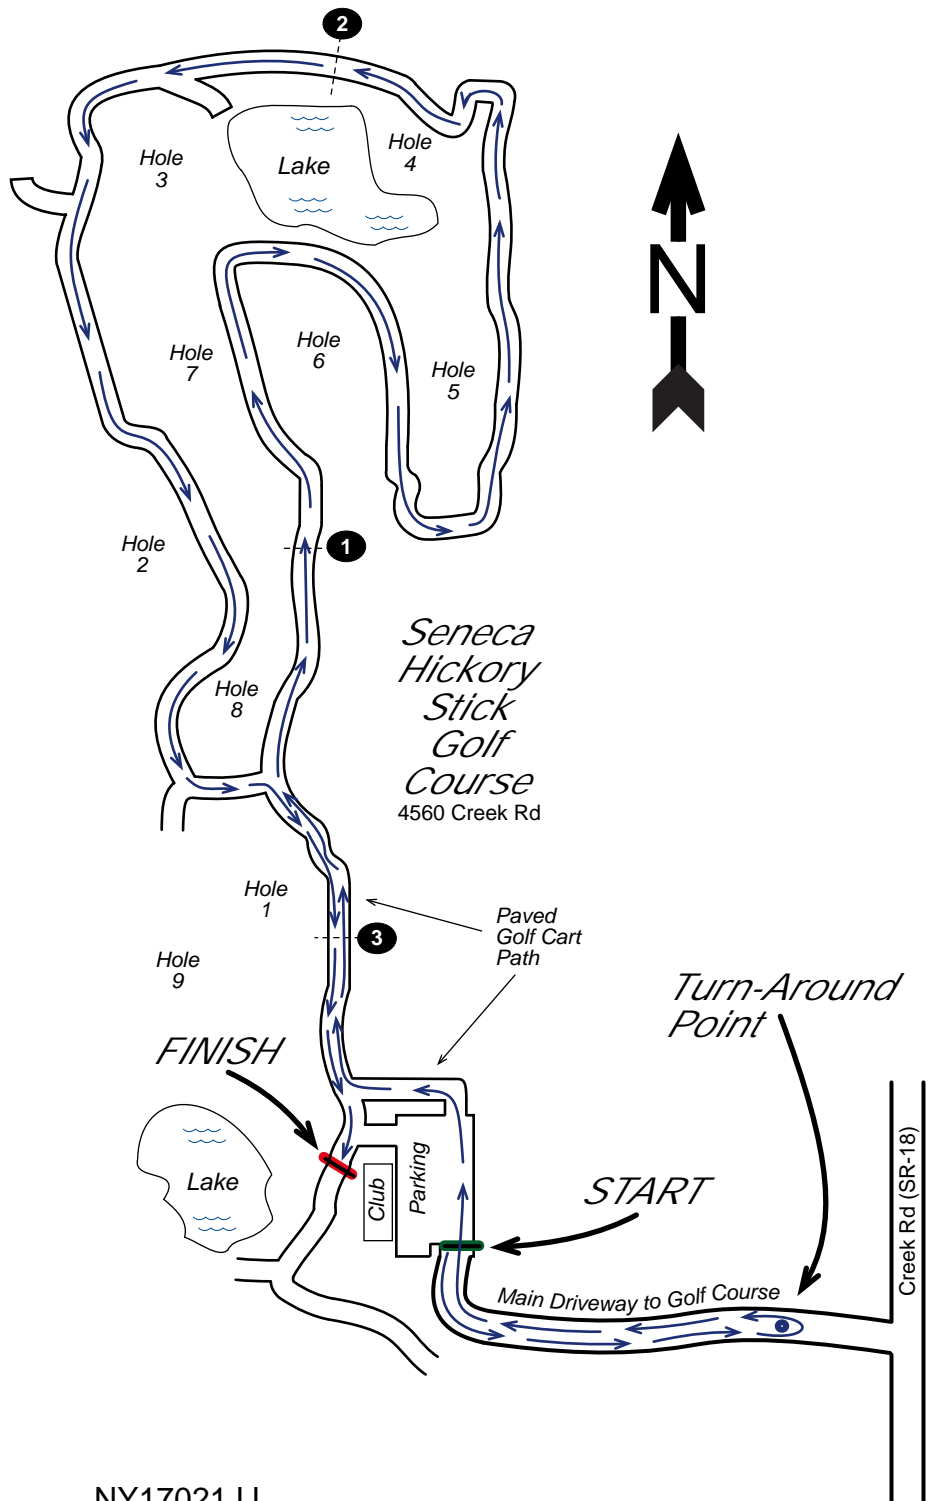 2
Hole
3
Lake
Hole
4
N
Hole
7
Hole
6
Hole
5
Hole
2
1
Seneca
Hickory
Stick
Golf
Course
4560 Creek Rd
Hole
8
Hole
1
Paved
Golf Cart
Path
3
Hole
9
Turn-Around
Point
FINISH
Lake
Club
Parking
START
Creek Rd (SR-18)
Main Driveway to Golf Course